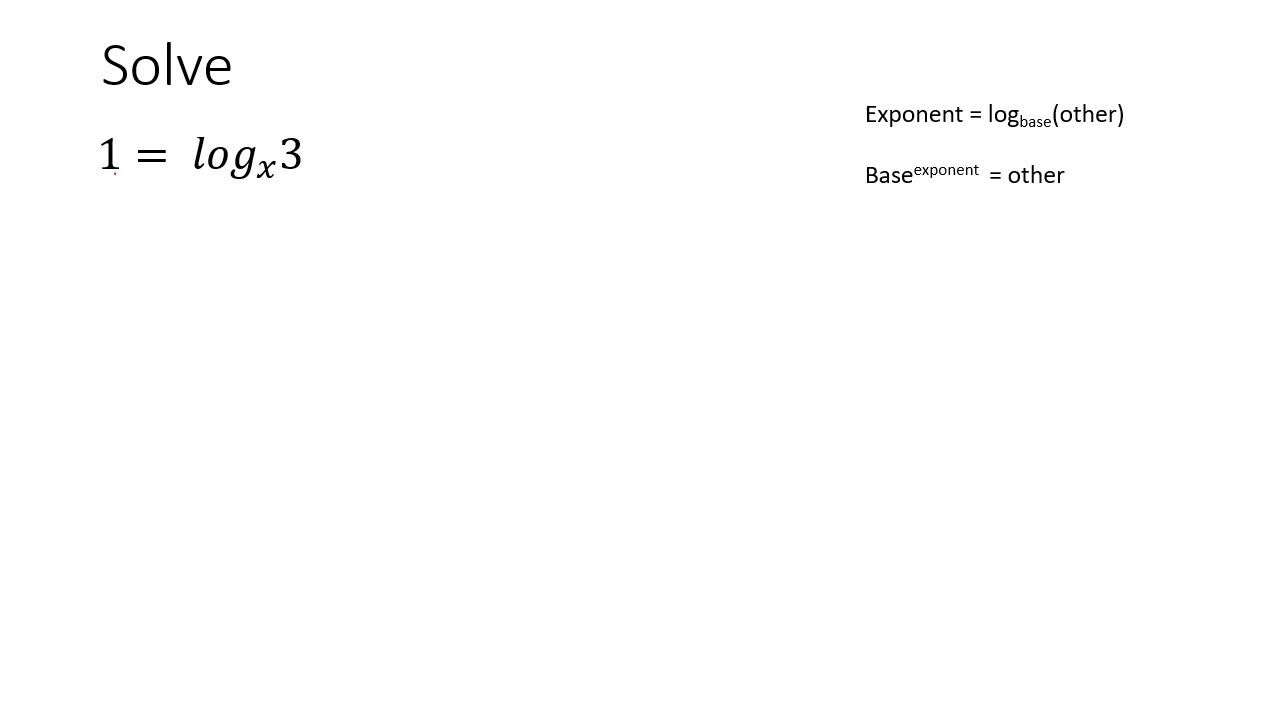 Solve
1 = log_x 3
Exponent = log_base(other)
Base^exponent = other